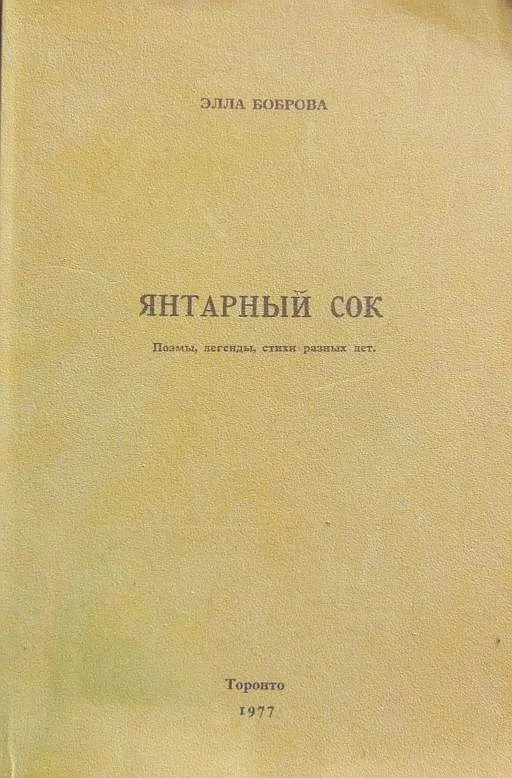 ЭЛЛА БОБРОВА
ЯНТАРНЫЙ СОК
Поэмы, легенды, стихи разных лет.
Торонто
1977